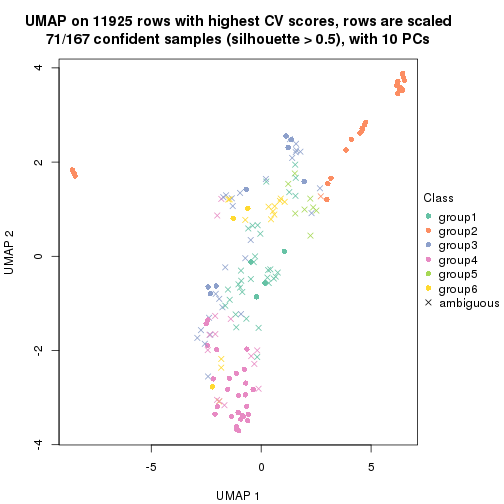 UMAP on 11925 rows with highest CV scores, rows are scaled
71/167 confident samples (silhouette > 0.5), with 10 PCs
4
2
0
-2
-4
UMAP 2
-5
0
5
UMAP 1
Class
group1
group2
group3
group4
group5
group6
ambiguous